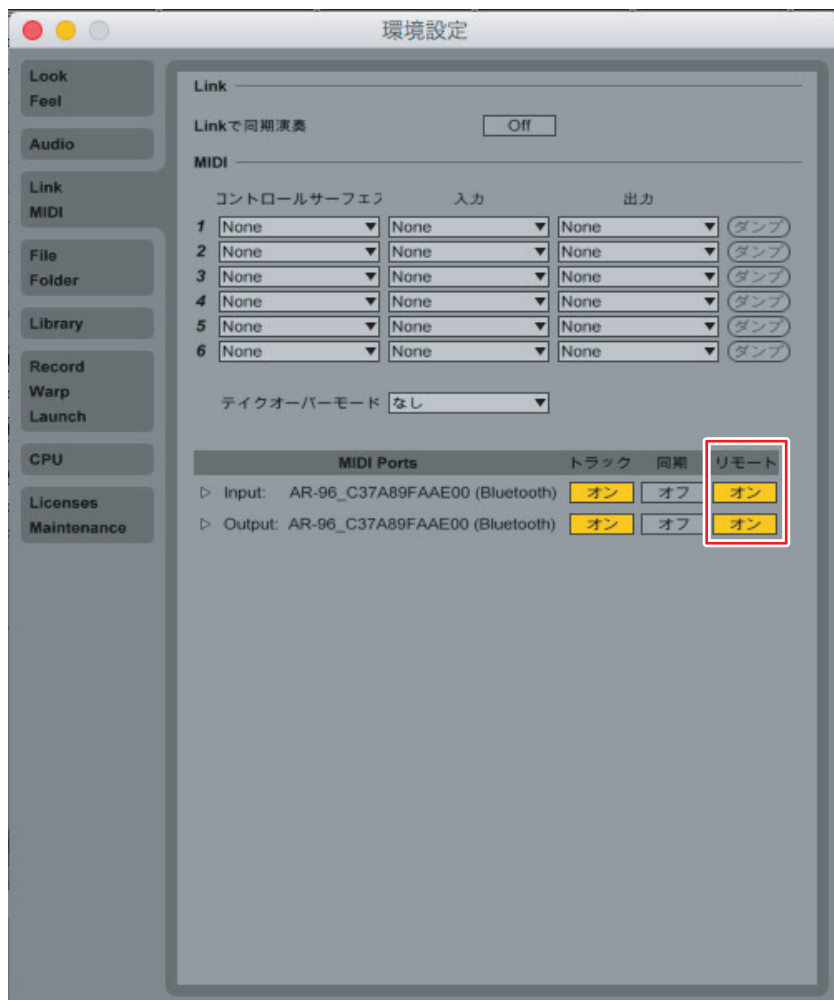 環境設定
Look
Feel
Audio
Link
MIDI
File
Folder
Library
Record
Warp
Launch
CPU
Licenses
Maintenance
Link
Linkで同期演奏 Off
MIDI
コントロールサーフェス 入力 出力
1 None None None ダンプ
2 None None None ダンプ
3 None None None ダンプ
4 None None None ダンプ
5 None None None ダンプ
6 None None None ダンプ
テイクオーバーモード なし
MIDI Ports トラック 同期 リモート
Input: AR-96_C37A89FAAE00 (Bluetooth) オン オフ オン
Output: AR-96_C37A89FAAE00 (Bluetooth) オン オフ オン